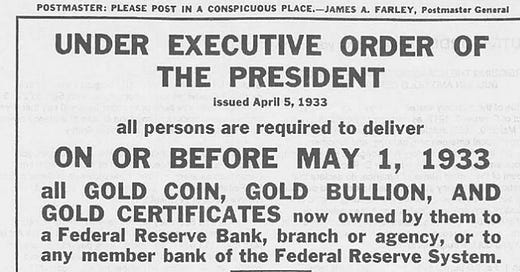 POSTMASTER: PLEASE POST IN A CONSPICUOUS PLACE.—JAMES A. FARLEY, Postmaster General
UNDER EXECUTIVE ORDER OF
THE PRESIDENT
issued April 5, 1933
all persons are required to deliver
ON OR BEFORE MAY 1, 1933
all GOLD COIN, GOLD BULLION, AND
GOLD CERTIFICATES now owned by them to
a Federal Reserve Bank, branch or agency, or to
any member bank of the Federal Reserve System.